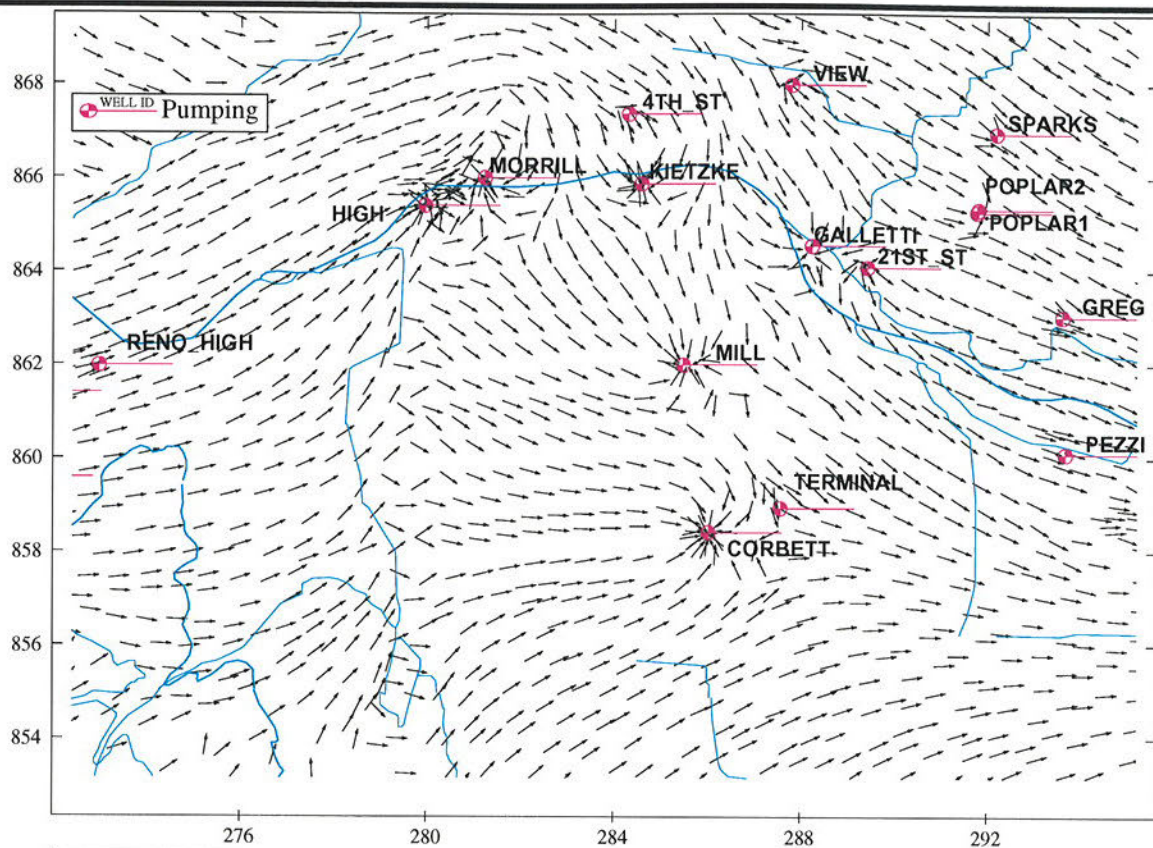 868
VIEW
WELL ID Pumping
4TH_ST
SPARKS
866
MORRILL
KIETZKE
POPLAR2
HIGH
POPLAR1
GALLETTI
864
21ST_ST
GREG
RENO_HIGH
862
MILL
860
PEZZI
TERMINAL
858
CORBETT
856
854
276 280 284 288 292